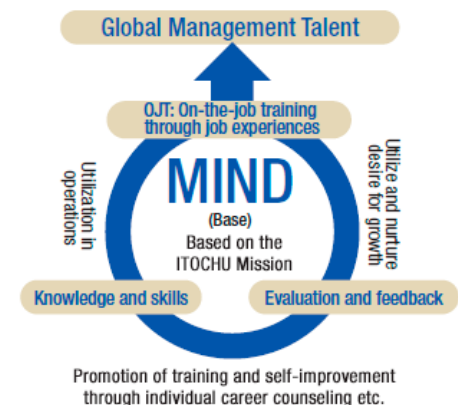 Global Management Talent
OJT: On-the-job training
through job experiences
Utilization in
operations
MIND
(Base)
Based on the
ITOCHU Mission
Utilize and nurture
desire for growth
Knowledge and skills
Evaluation and feedback
Promotion of training and self-improvement
through individual career counseling etc.